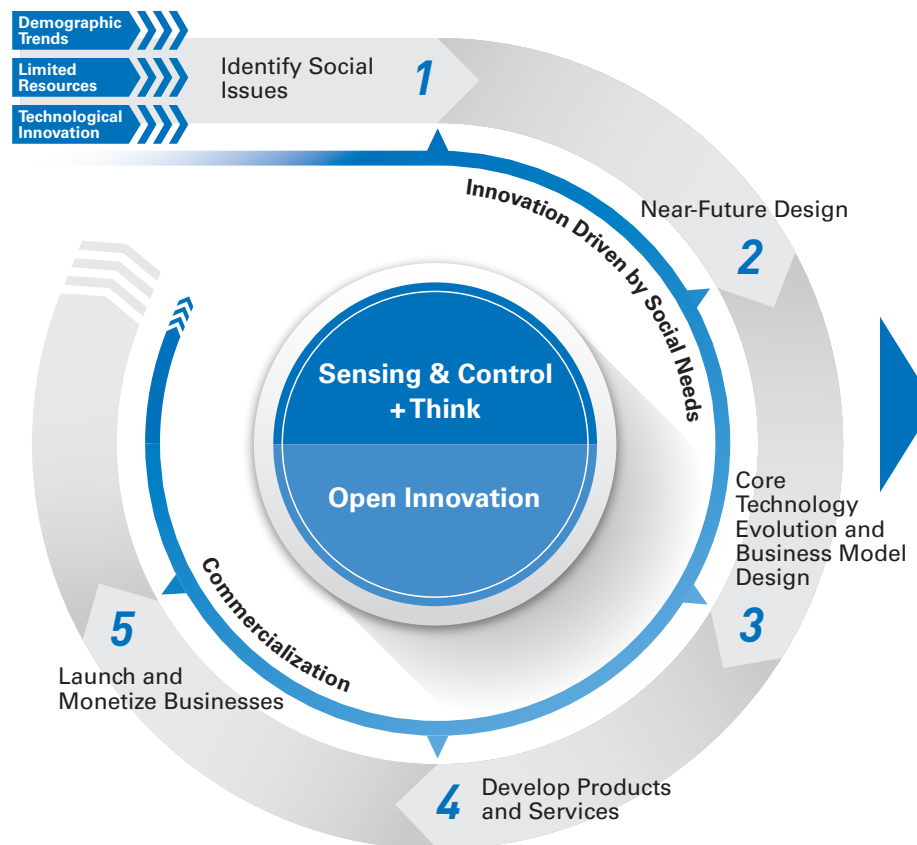 Demographic
Trends
Limited
Resources
Technological
Innovation
Identify Social
Issues
1
Innovation Driven by Social Needs
Near-Future Design
2
Sensing & Control
+Think
Open Innovation
Core
Technology
Evolution and
Business Model
Design
3
Commercialization
5
Launch and
Monetize Businesses
4
Develop Products
and Services